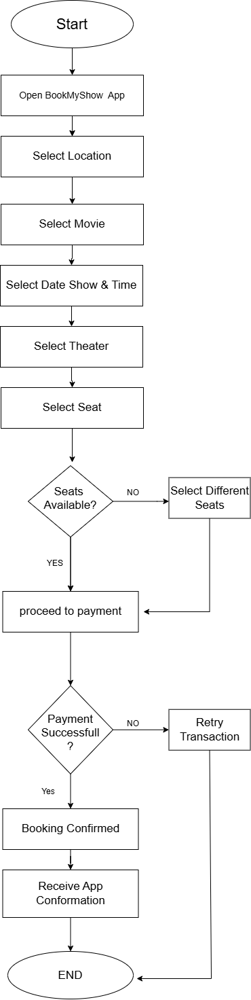 Start
Open BookMyShow App
Select Location
Select Movie
Select Date Show & Time
Select Theater
Select Seat
Seats
Available?
NO
Select Different
Seats
YES
proceed to payment
Payment
Successfull
?
NO
Retry
Transaction
Yes
Booking Confirmed
Receive App
Conformation
END